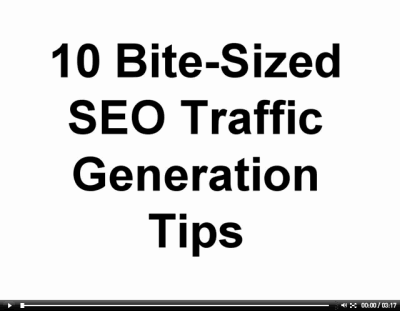 10 Bite-Sized
SEO Traffic
Generation
Tips
00:00 / 03:17